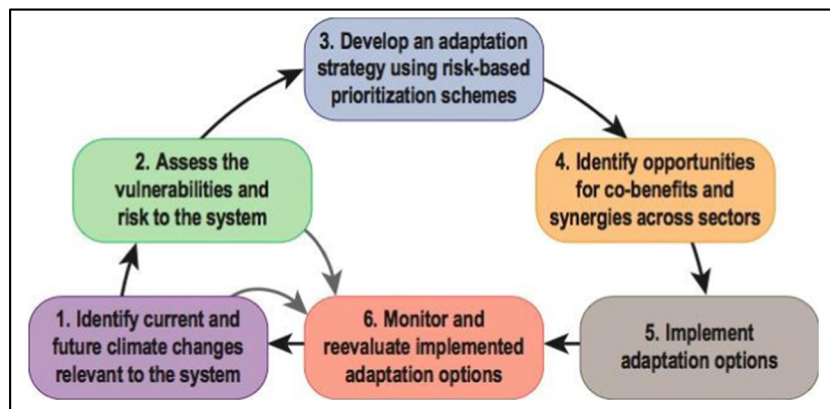 3. Develop an adaptation
strategy using risk-based
prioritization schemes
2. Assess the
vulnerabilities and
risk to the system
4. Identify opportunities
for co-benefits and
synergies across sectors
1. Identify current and
future climate changes
relevant to the system
6. Monitor and
reevaluate implemented
adaptation options
5. Implement
adaptation options